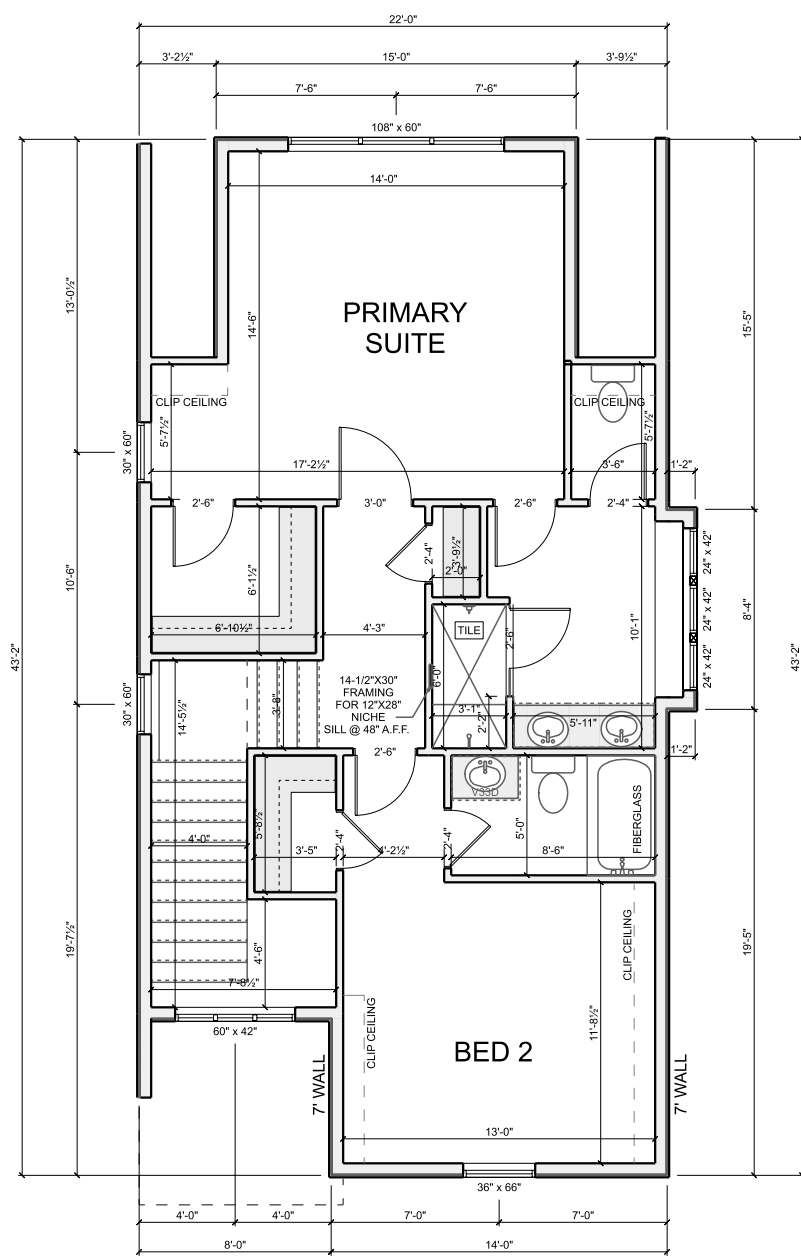 22'-0"
3'-2½"
15'-0"
3'-9½"
7'-6"
7'-6"
108" x 60"
14'-0"
13'-0½"
14'-6"
15'-5"
PRIMARY
SUITE
CLIP CEILING
CLIP CEILING
5'-7½"
5'-7½"
30" x 60"
17'-2½"
3'-6"
1'-2"
2'-6"
3'-0"
2'-6"
2'-4"
2'-4"
3'-9½"
2'-0"
24" x 42"
24" x 42"
24" x 42"
10'-6"
6'-1½"
6'-10½"
4'-3"
TILE
2'-6"
10'-1"
8'-4"
43'-2"
43'-2"
30" x 60"
14'-5½"
3'-8"
14-1/2"X30"
FRAMING
FOR 12"X28"
NICHE
SILL @ 48" A.F.F.
6'-0"
3'-1"
2'-2"
5'-11"
1'-2"
2'-6"
V33D
5'-8½"
4'-0"
3'-5"
2'-4"
4'-2½"
2'-4"
5'-0"
8'-6"
FIBERGLASS
19'-7½"
4'-6"
7'-8½"
CLIP CEILING
19'-5"
60" x 42"
CLIP CEILING
11'-8½"
BED 2
7' WALL
7' WALL
13'-0"
36" x 66"
4'-0"
4'-0"
7'-0"
7'-0"
8'-0"
14'-0"